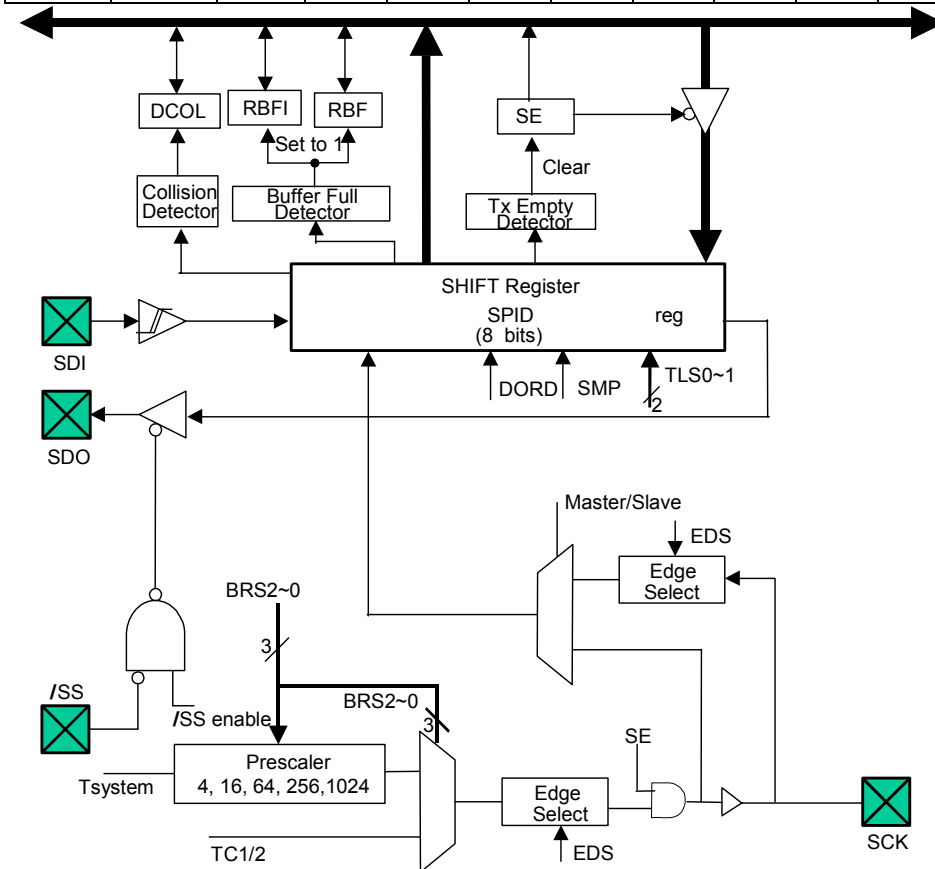 DCOL
RBFI
RBF
SE
Set to 1
Clear
Collision
Detector
Buffer Full
Detector
Tx Empty
Detector
SHIFT Register
SPID
reg
(8 bits)
SDI
DORD
SMP
TLS0~1
2
SDO
Master/Slave
EDS
Edge
Select
BRS2~0
3
/SS
/SS enable
BRS2~0
3
SE
Prescaler
4, 16, 64, 256,1024
Tsystem
Edge
Select
SCK
TC1/2
EDS